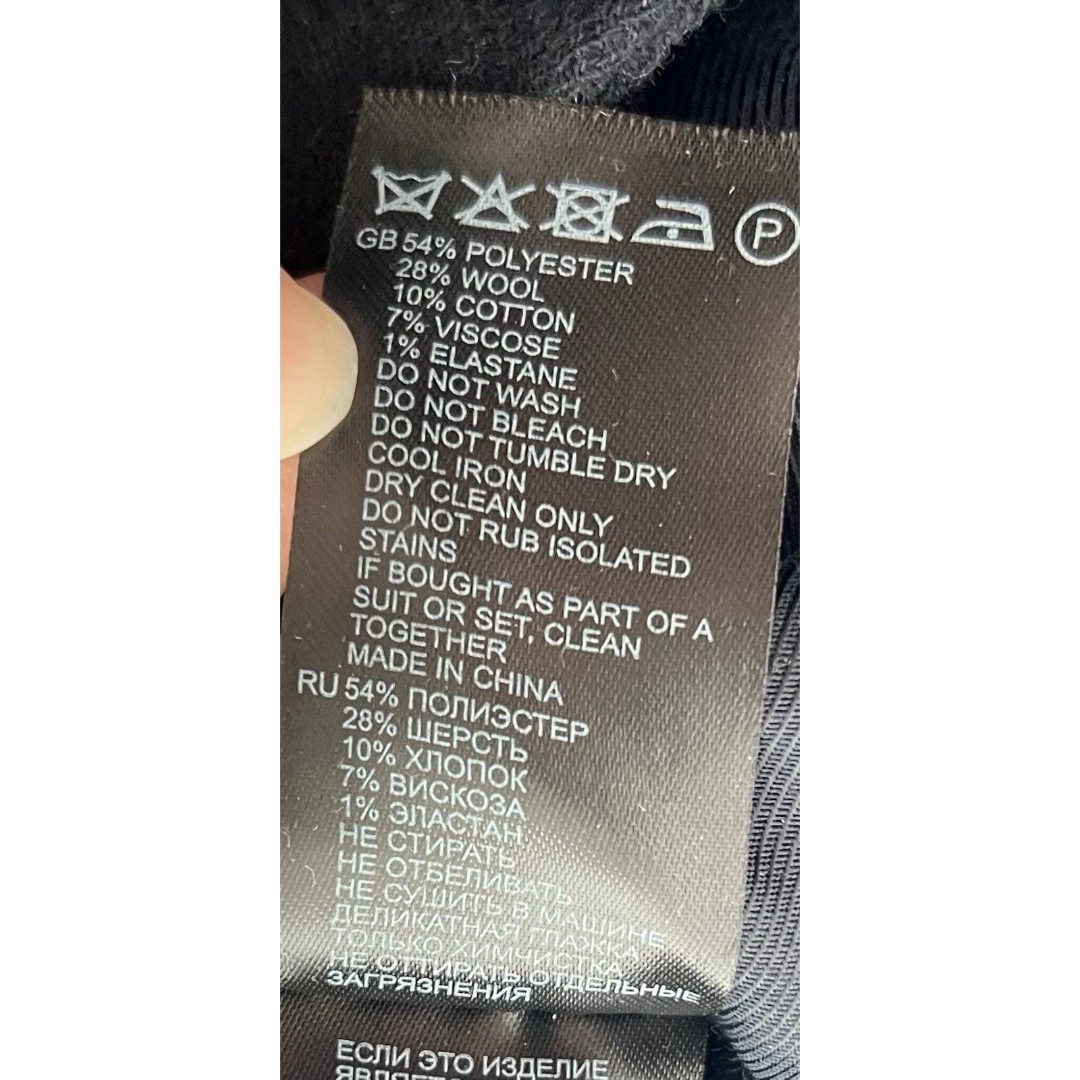 P
GB 54% POLYESTER
28% WOOL
10% COTTON
7% VISCOSE
1% ELASTANE
DO NOT WASH
DO NOT BLEACH
DO NOT TUMBLE DRY
COOL IRON
DRY CLEAN ONLY
DO NOT RUB ISOLATED
STAINS
IF BOUGHT AS PART OF A
SUIT OR SET, CLEAN
TOGETHER
MADE IN CHINA
RU 54% ПОЛИЭСТЕР
28% ШЕРСТЬ
10% ХЛОПОК
7% ВИСКОЗА
1% ЭЛАСТАН
НЕ СТИРАТЬ
НЕ ОТБЕЛИВАТЬ
НЕ СУШИТЬ В МАШИНЕ
ДЕЛИКАТНАЯ ГЛАЖКА
ТОЛЬКО ХИМЧИСТКА
НЕ ОТТИРАТЬ ОТДЕЛЬНЫЕ
ЗАГРЯЗНЕНИЯ
ЕСЛИ ЭТО ИЗДЕЛИЕ